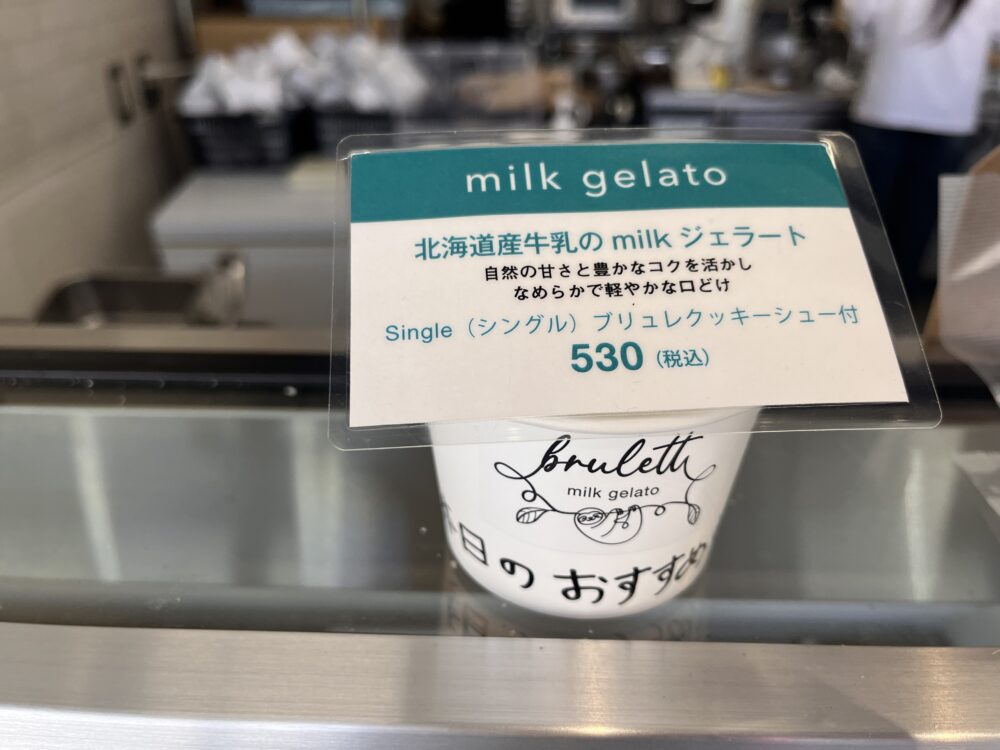 milk gelato
北海道産牛乳の milk ジェラート
自然の甘さと豊かなコクを活かし
なめらかで軽やかな口どけ
Single（シングル）ブリュレクッキーシュー付
530（税込）
bruleth
milk gelato
本日の おすすめ